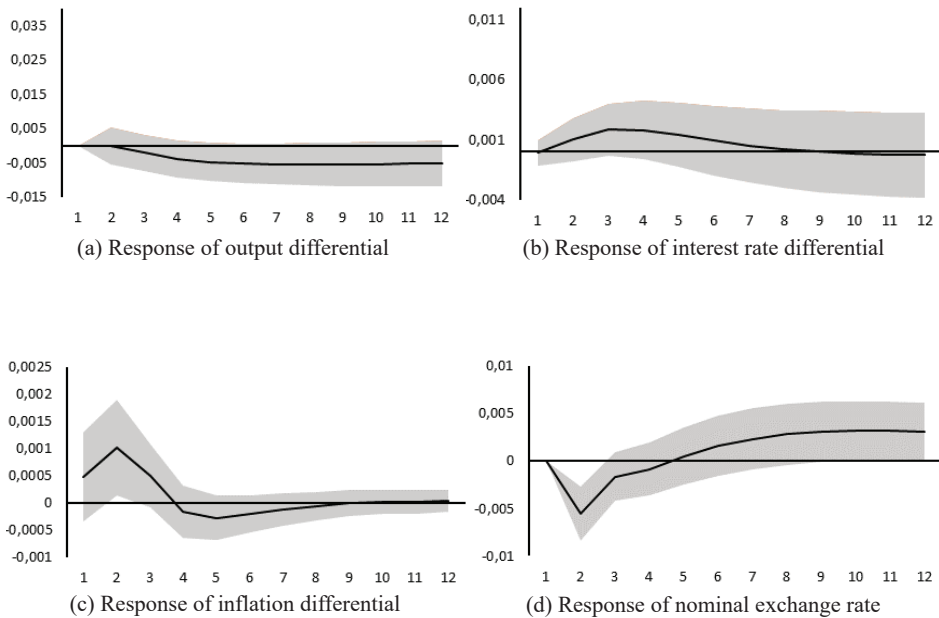 0,035
0,025
0,015
0,005
-0,005
-0,015
1 2 3 4 5 6 7 8 9 10 11 12
(a) Response of output differential
0,011
0,006
0,001
-0,004
1 2 3 4 5 6 7 8 9 10 11 12
(b) Response of interest rate differential
0,0025
0,002
0,0015
0,001
0,0005
0
-0,0005
-0,001
1 2 3 4 5 6 7 8 9 10 11 12
(c) Response of inflation differential
0,01
0,005
0
-0,005
-0,01
1 2 3 4 5 6 7 8 9 10 11 12
(d) Response of nominal exchange rate